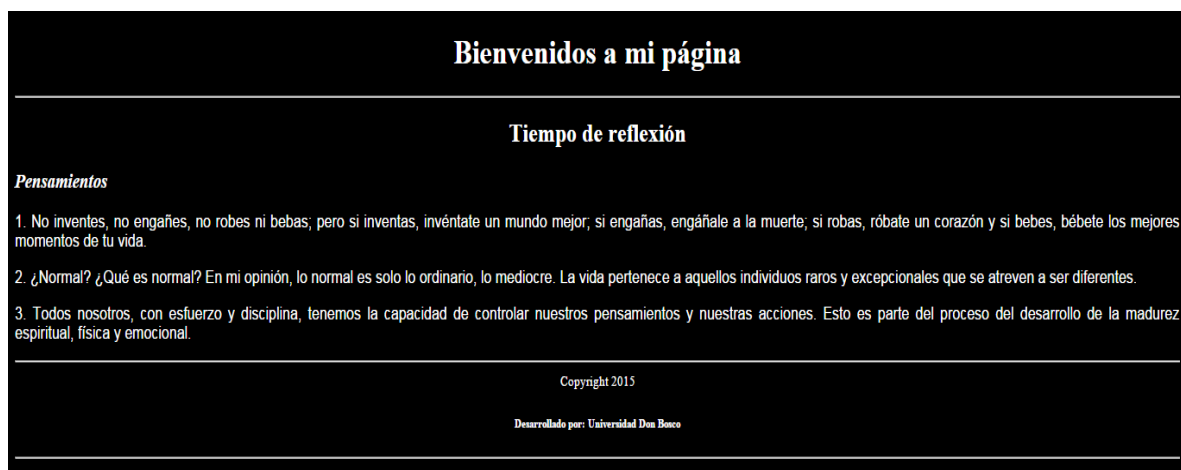 Bienvenidos a mi página
Tiempo de reflexión
Pensamientos
1. No inventes, no engañes, no robes ni bebas; pero si inventas, invéntate un mundo mejor; si engañas, engáñale a la muerte; si robas, róbate un corazón y si bebes, bébete los mejores
momentos de tu vida.
2. ¿Normal? ¿Qué es normal? En mi opinión, lo normal es solo lo ordinario, lo mediocre. La vida pertenece a aquellos individuos raros y excepcionales que se atreven a ser diferentes.
3. Todos nosotros, con esfuerzo y disciplina, tenemos la capacidad de controlar nuestros pensamientos y nuestras acciones. Esto es parte del proceso del desarrollo de la madurez
espiritual, física y emocional.
Copyright 2015
Desarrollado por: Universidad Don Bosco